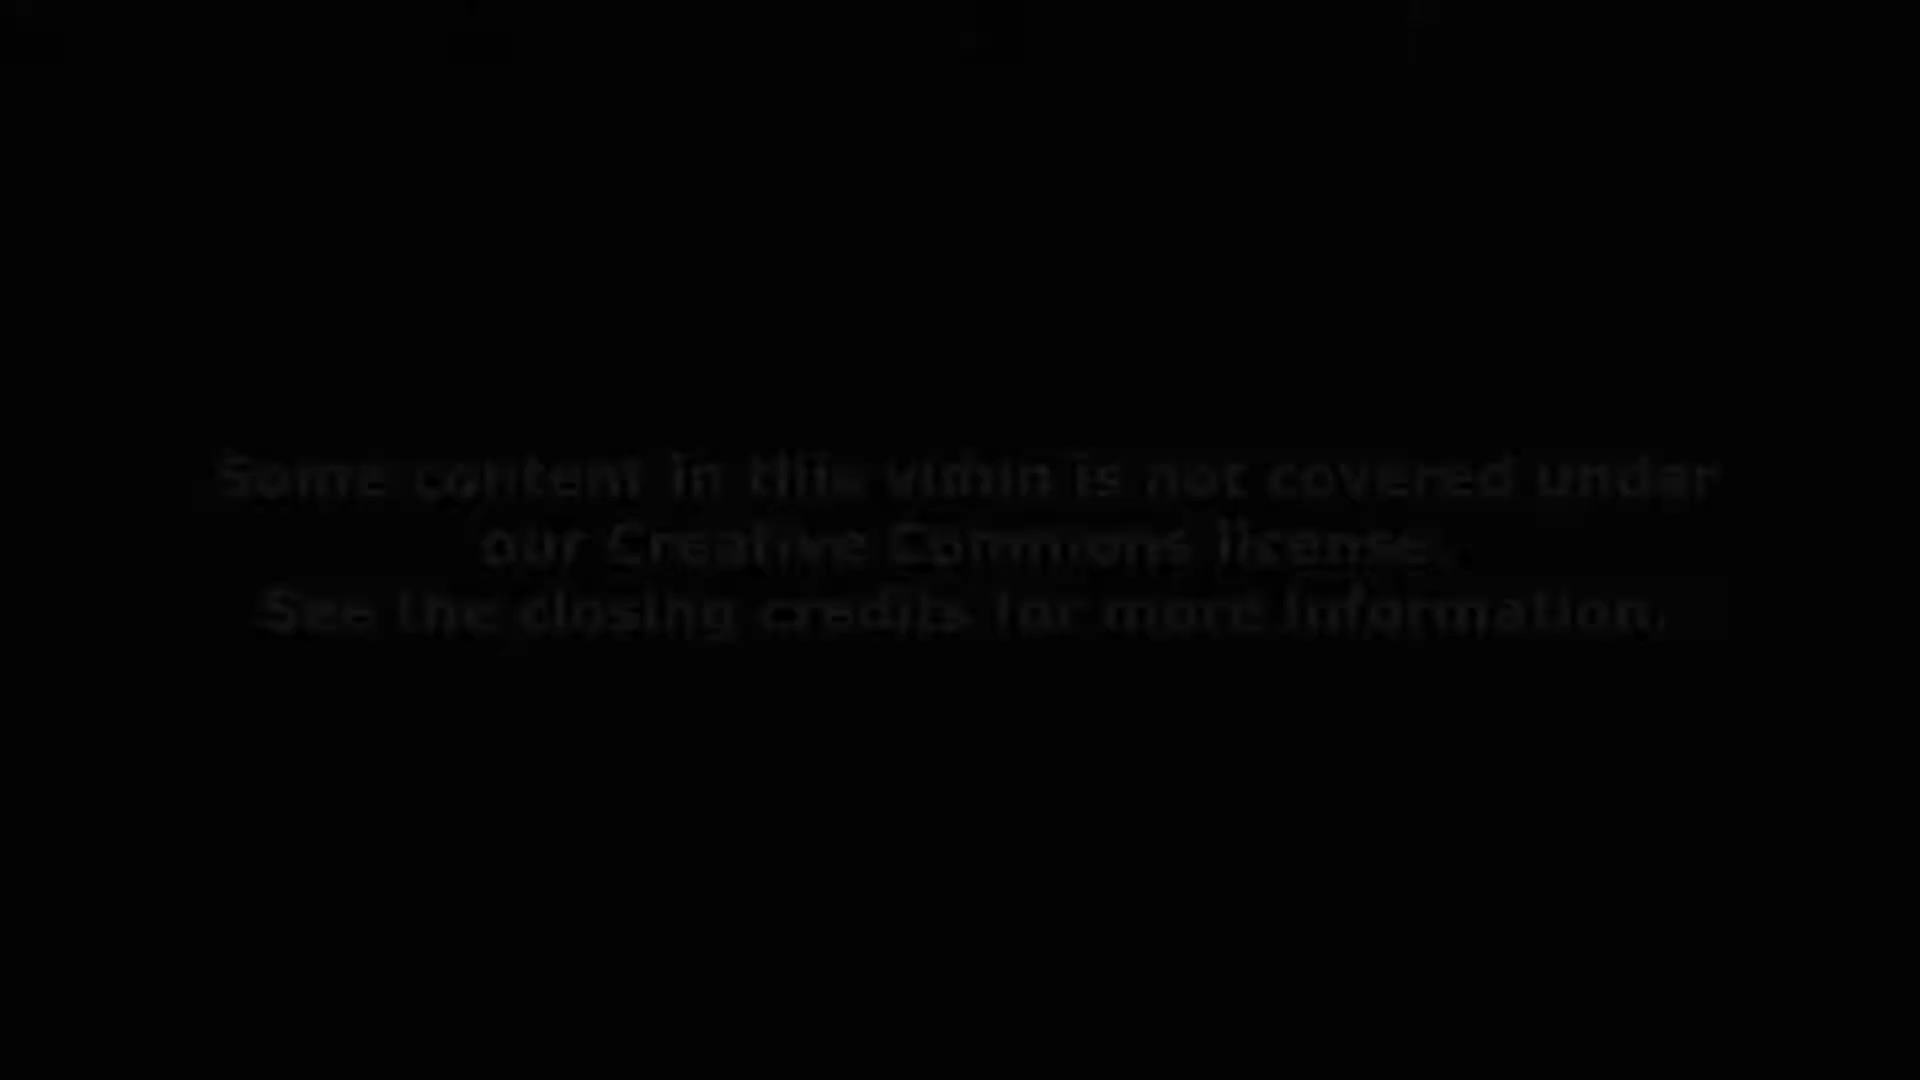 Some content in this video is not covered under
our Creative Commons license.
See the closing credits for more information.